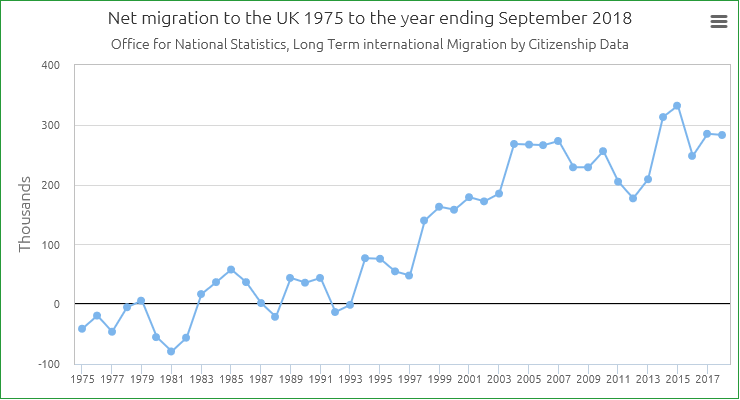 Net migration to the UK 1975 to the year ending September 2018
Office for National Statistics, Long Term international Migration by Citizenship Data
Thousands
400
300
200
100
0
-100
1975 1977 1979 1981 1983 1985 1987 1989 1991 1993 1995 1997 1999 2001 2003 2005 2007 2009 2011 2013 2015 2017